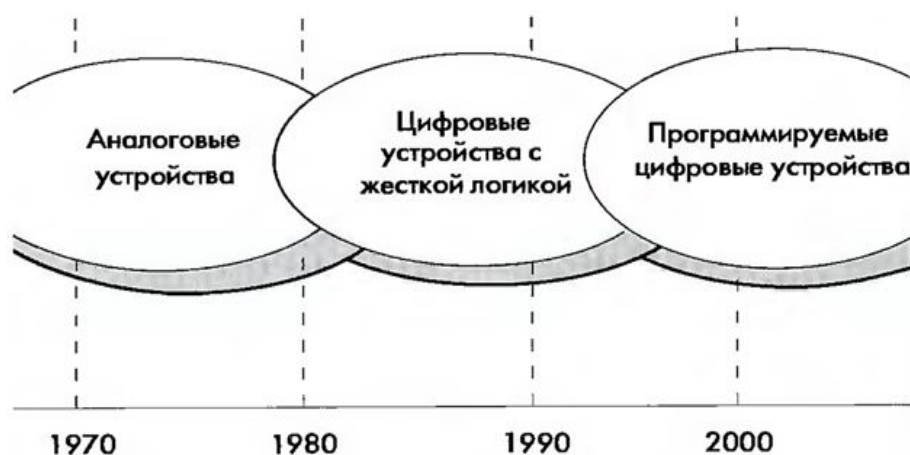 Аналоговые
устройства
Цифровые
устройства с
жесткой логикой
Программируемые
цифровые устройства
1970
1980
1990
2000